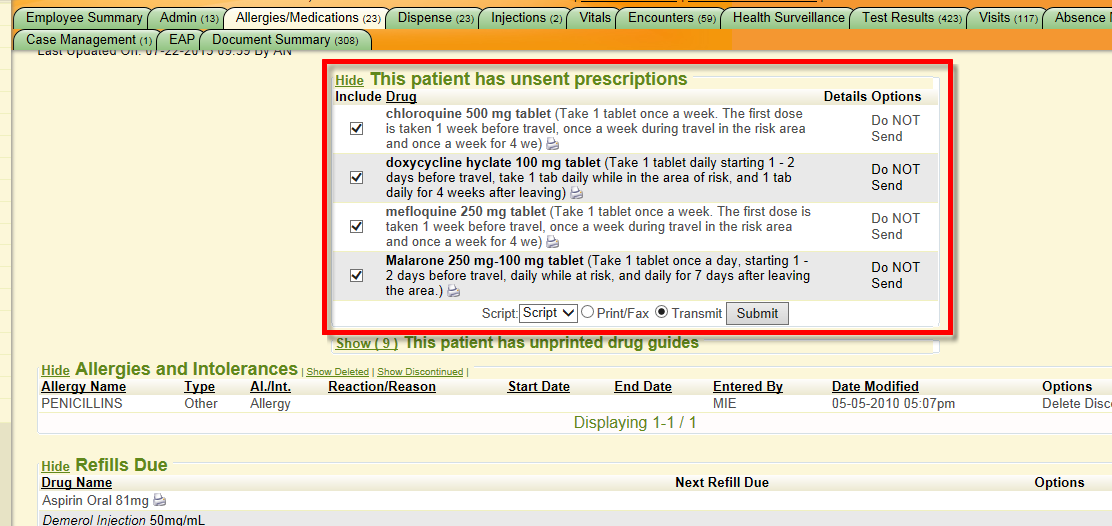 Employee Summary Admin (13) Allergies/Medications (23) Dispense (23) Injections (2) Vitals Encounters (59) Health Surveillance Test Results (423) Visits (117) Absence
Case Management (1) EAP Document Summary (308)
Last Updated On: 07-22-2015 09:59 By AN
Hide This patient has unsent prescriptions
Include Drug Details Options
chloroquine 500 mg tablet (Take 1 tablet once a week. The first dose
is taken 1 week before travel, once a week during travel in the risk area
and once a week for 4 we)
Do NOT
Send
doxycycline hyclate 100 mg tablet (Take 1 tablet daily starting 1 - 2
days before travel, take 1 tab daily while in the area of risk, and 1 tab
daily for 4 weeks after leaving)
Do NOT
Send
mefloquine 250 mg tablet (Take 1 tablet once a week. The first dose is
taken 1 week before travel, once a week during travel in the risk area
and once a week for 4 we)
Do NOT
Send
Malarone 250 mg-100 mg tablet (Take 1 tablet once a day, starting 1 -
2 days before travel, daily while at risk, and daily for 7 days after leaving
the area.)
Do NOT
Send
Script: Script Print/Fax Transmit Submit
Show ( 9 ) This patient has unprinted drug guides
Hide Allergies and Intolerances | Show Deleted | Show Discontinued |
Allergy Name Type Al./Int. Reaction/Reason Start Date End Date Entered By Date Modified Options
PENICILLINS Other Allergy MIE 05-05-2010 05:07pm Delete Disc
Displaying 1-1 / 1
Hide Refills Due
Drug Name Next Refill Due Options
Aspirin Oral 81mg
Demerol Injection 50mg/mL